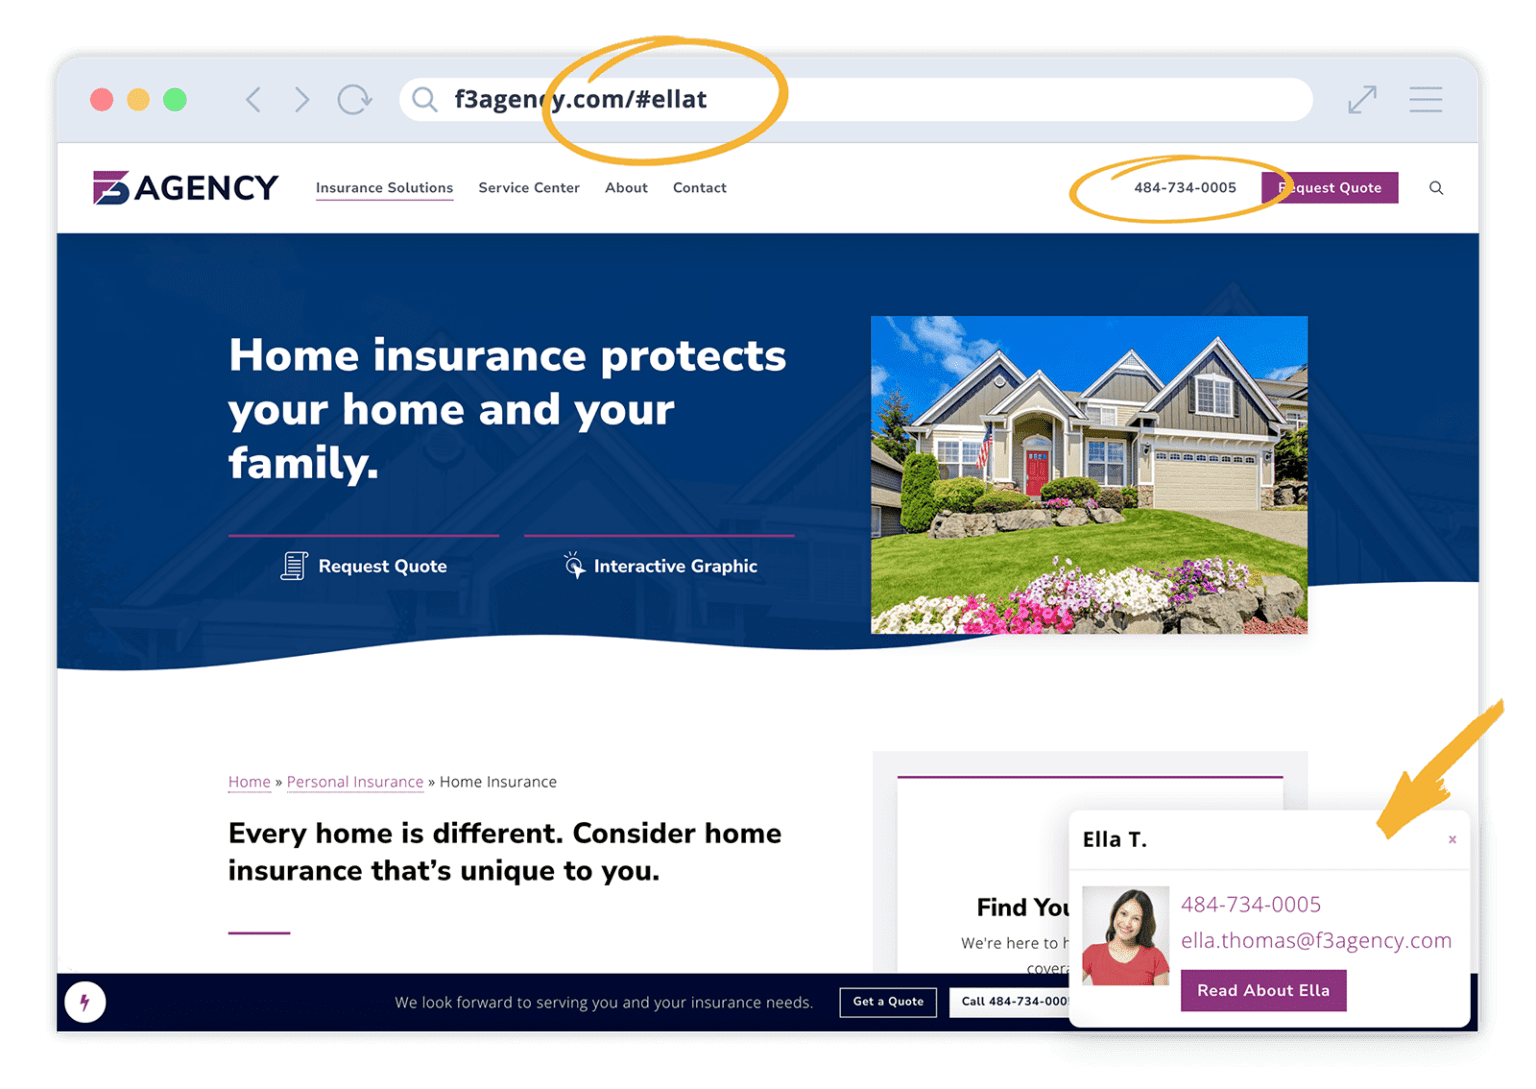 f3agency.com/#ellat
F3 AGENCY
Insurance Solutions
Service Center
About
Contact
484-734-0005
Request Quote
Home insurance protects
your home and your
family.
Request Quote
Interactive Graphic
Home » Personal Insurance » Home Insurance
Every home is different. Consider home
insurance that’s unique to you.
Find You
We're here to h
covera
Ella T.
x
484-734-0005
ella.thomas@f3agency.com
Read About Ella
We look forward to serving you and your insurance needs.
Get a Quote
Call 484-734-000